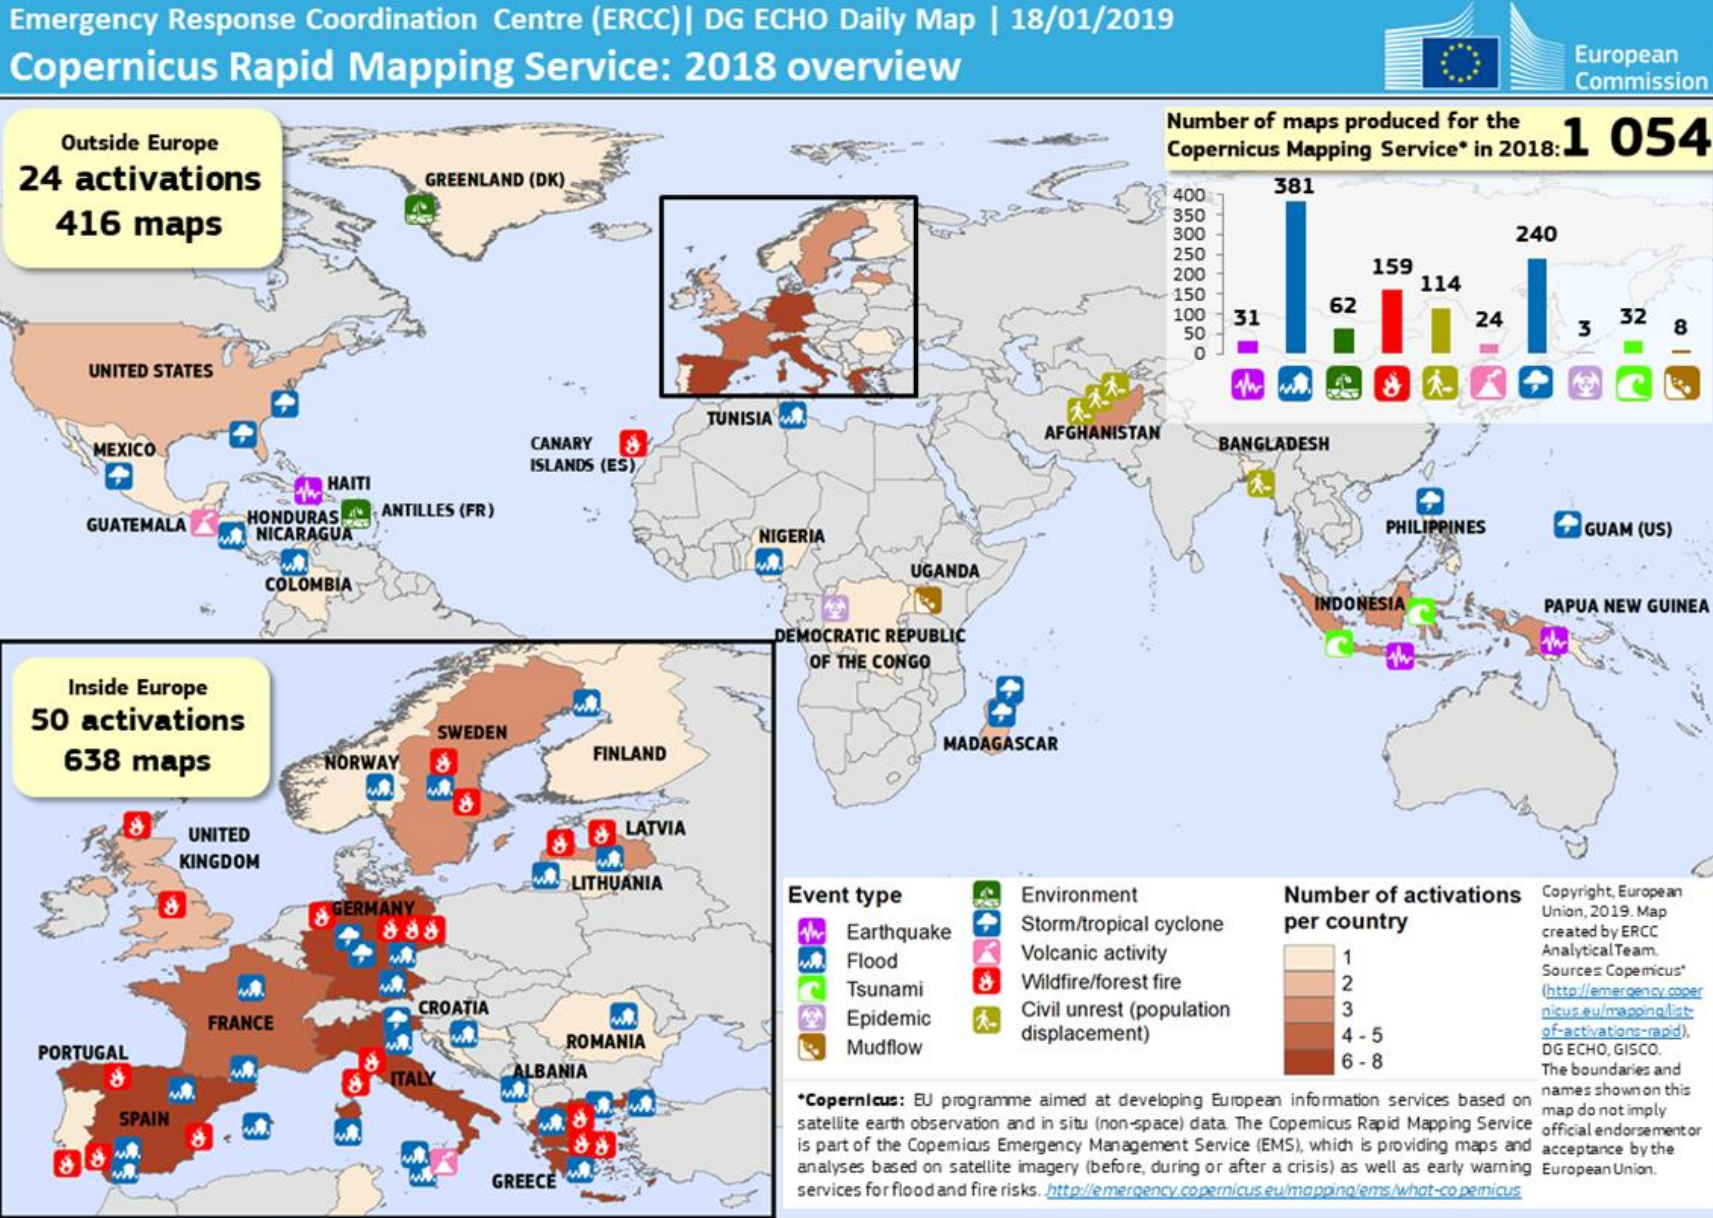 Emergency Response Coordination Centre (ERCC)| DG ECHO Daily Map | 18/01/2019
Copernicus Rapid Mapping Service: 2018 overview
European
Commission
Outside Europe
24 activations
416 maps
Number of maps produced for the
Copernicus Mapping Service* in 2018:
1 054
400
350
300
250
200
150
100
50
0
31
381
62
159
114
24
240
3
32
8
GREENLAND (DK)
UNITED STATES
MEXICO
HAITI
ANTILLES (FR)
GUATEMALA
HONDURAS
NICARAGUA
COLOMBIA
CANARY
ISLANDS (ES)
TUNISIA
AFGHANISTAN
BANGLADESH
NIGERIA
UGANDA
DEMOCRATIC REPUBLIC
OF THE CONGO
MADAGASCAR
PHILIPPINES
GUAM (US)
INDONESIA
PAPUA NEW GUINEA
Inside Europe
50 activations
638 maps
SWEDEN
NORWAY
FINLAND
UNITED
KINGDOM
LATVIA
LITHUANIA
GERMANY
FRANCE
CROATIA
ROMANIA
PORTUGAL
SPAIN
ITALY
ALBANIA
GREECE
Event type
Earthquake
Flood
Tsunami
Epidemic
Mudflow
Environment
Storm/tropical cyclone
Volcanic activity
Wildfire/forest fire
Civil unrest (population
displacement)
Number of activations
per country
1
2
3
4 - 5
6 - 8
Copyright, European
Union, 2019. Map
created by ERCC
Analytical Team.
Sources: Copernicus*
(http://emergency.coper
nicus.eu/mapping/list-
of-activations-rapid),
DG ECHO, GISCO.
The boundaries and
names shown on this
map do not imply
official endorsement or
acceptance by the
European Union.
*Copernicus: EU programme aimed at developing European information services based on
satellite earth observation and in situ (non-space) data. The Copernicus Rapid Mapping Service
is part of the Copernicus Emergency Management Service (EMS), which is providing maps and
analyses based on satellite imagery (before, during or after a crisis) as well as early warning
services for flood and fire risks. http://emergency.copernicus.eu/mapping/ems/what-copernicus